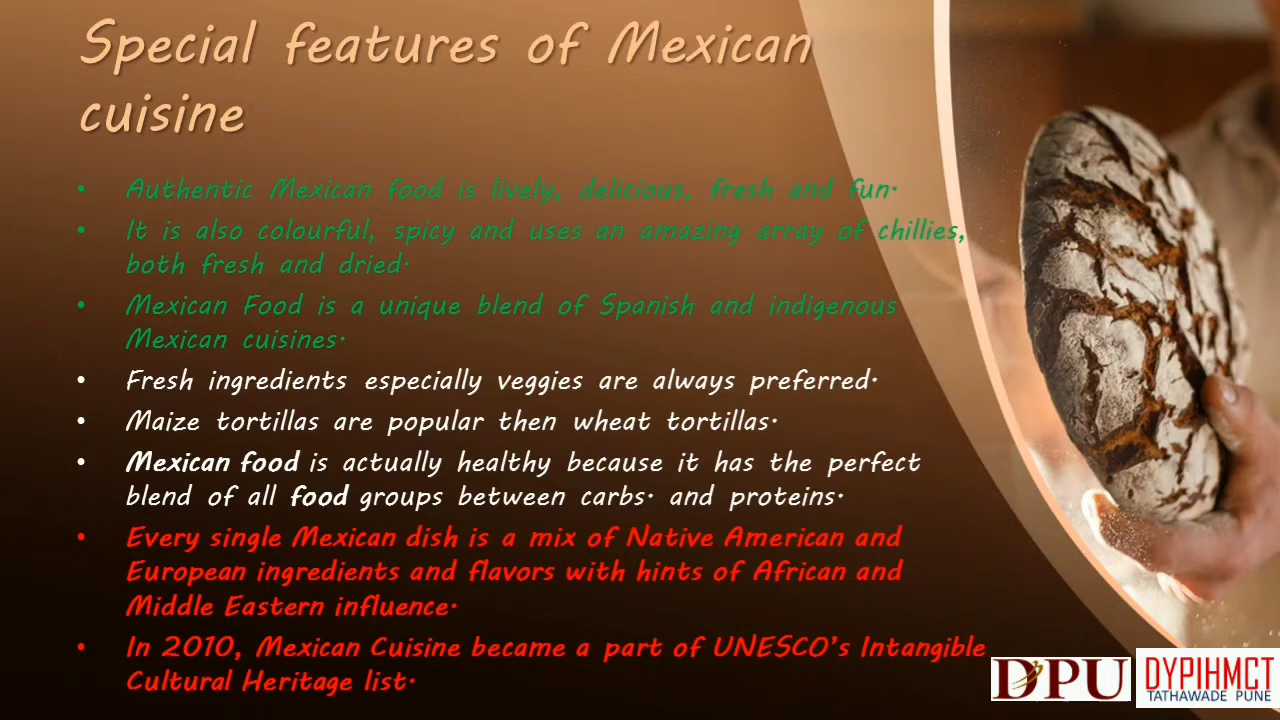 Special features of Mexican
cuisine
• Authentic Mexican food is lively, delicious, fresh and fun.
• It is also colourful, spicy and uses an amazing array of chillies,
both fresh and dried.
• Mexican Food is a unique blend of Spanish and indigenous
Mexican cuisines.
• Fresh ingredients especially veggies are always preferred.
• Maize tortillas are popular then wheat tortillas.
• Mexican food is actually healthy because it has the perfect
blend of all food groups between carbs. and proteins.
• Every single Mexican dish is a mix of Native American and
European ingredients and flavors with hints of African and
Middle Eastern influence.
• In 2010, Mexican Cuisine became a part of UNESCO's Intangible
Cultural Heritage list.
DPU
DYPIHMCT
TATHAWADE PUNE